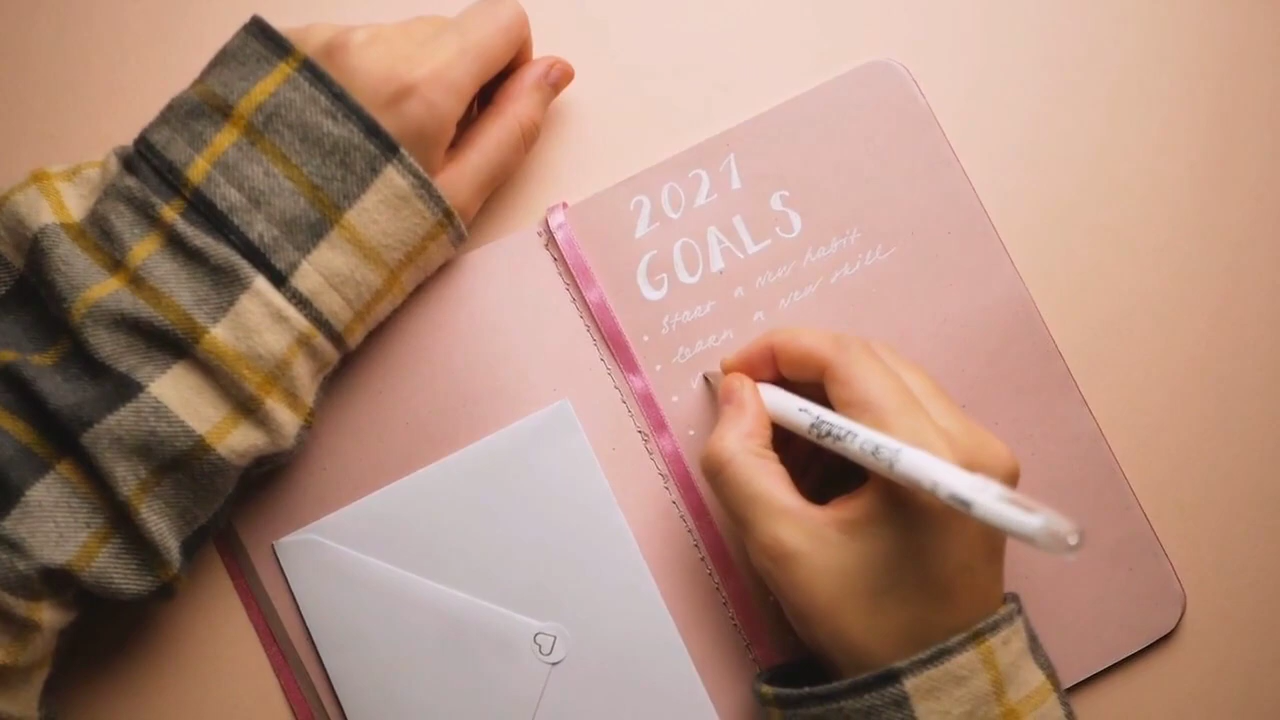 2021
GOALS
• Start a new habit
• Learn a new skill
•
•